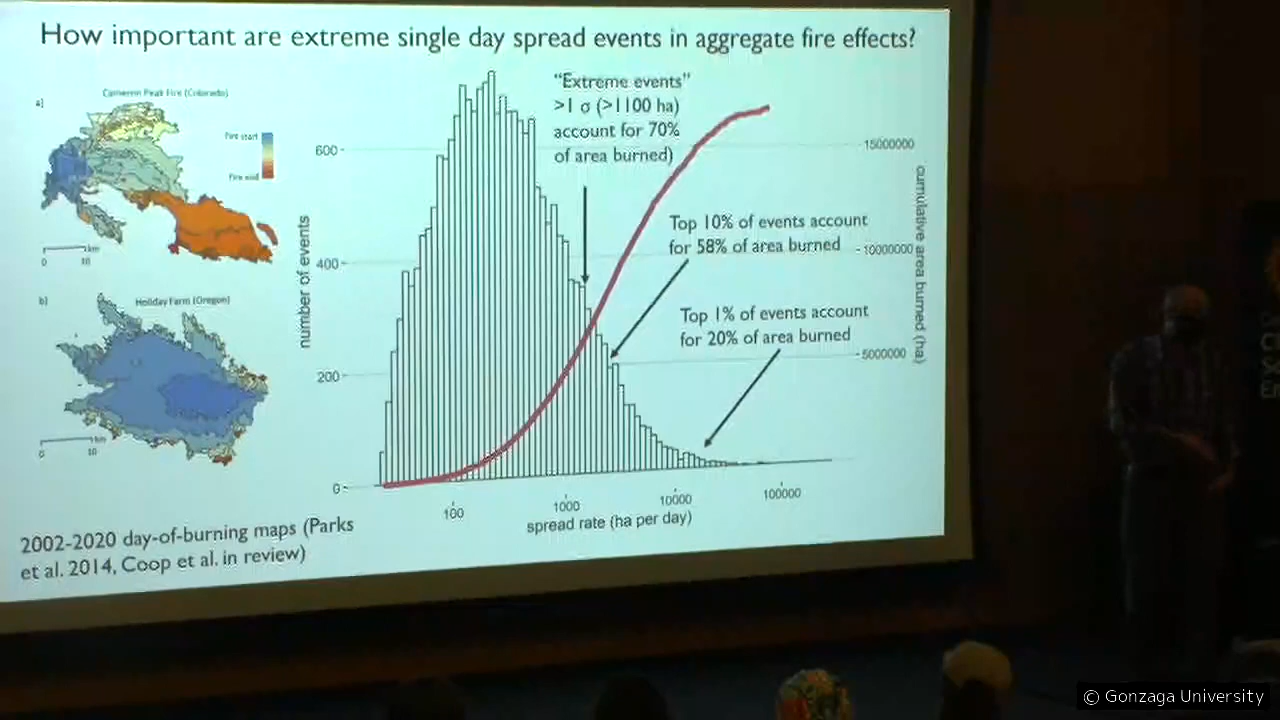 How important are extreme single day spread events in aggregate fire effects?
a)
Cameron Peak Fire (Colorado)
Fire start
Fire end
km
0 10
b)
Holiday Farm (Oregon)
km
0 10
2002-2020 day-of-burning maps (Parks
et al. 2014, Coop et al. in review)
"Extreme events"
>1 σ (>1100 ha)
account for 70%
of area burned)
Top 10% of events account
for 58% of area burned
Top 1% of events account
for 20% of area burned
number of events
600
400
200
0
100
1000
10000
100000
spread rate (ha per day)
15000000
10000000
5000000
cumulative area burned (ha)
© Gonzaga University